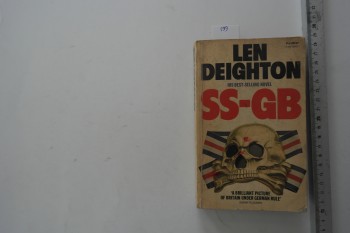 LEN
DEIGHTON
SS-GB
'A BRILLIANT PICTURE
OF BRITAIN UNDER GERMAN RULE'